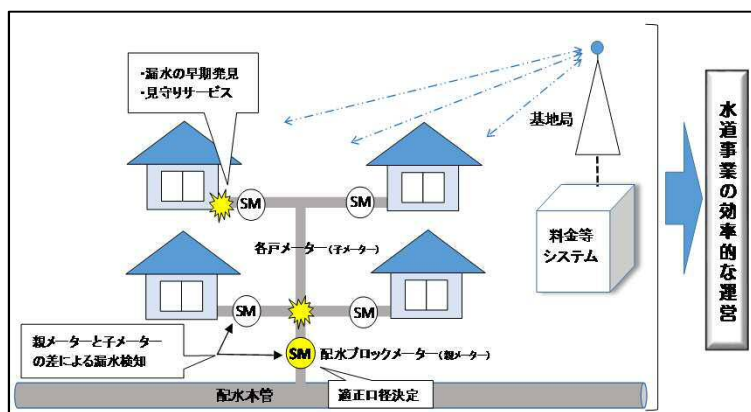 ・漏水の早期発見
・見守りサービス
基地局
SM
SM
各戸メーター(子メーター)
料金等
システム
水道事業の効率的な運営
SM
SM
親メーターと子メーター
の差による漏水検知
SM
配水ブロックメーター(親メーター)
配水本管
適正口径決定